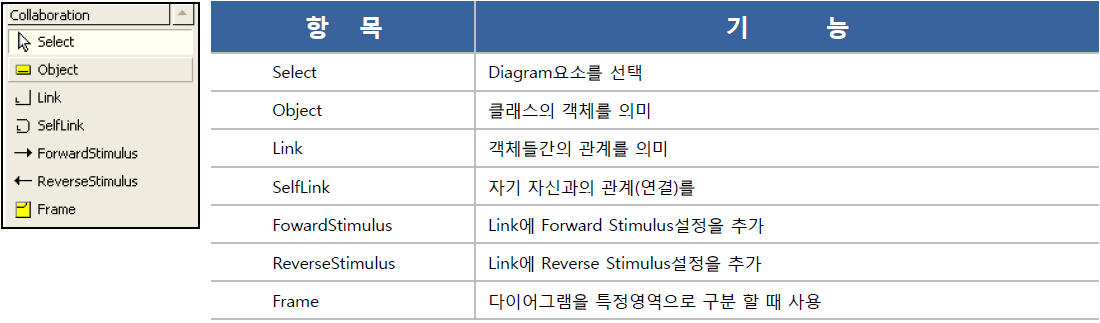 Collaboration
Select
Object
Link
SelfLink
ForwardStimulus
ReverseStimulus
Frame
항 목 기 능
Select Diagram요소를 선택
Object 클래스의 객체를 의미
Link 객체들간의 관계를 의미
SelfLink 자기 자신과의 관계(연결)를
FowardStimulus Link에 Forward Stimulus설정을 추가
ReverseStimulus Link에 Reverse Stimulus설정을 추가
Frame 다이어그램을 특정영역으로 구분 할 때 사용